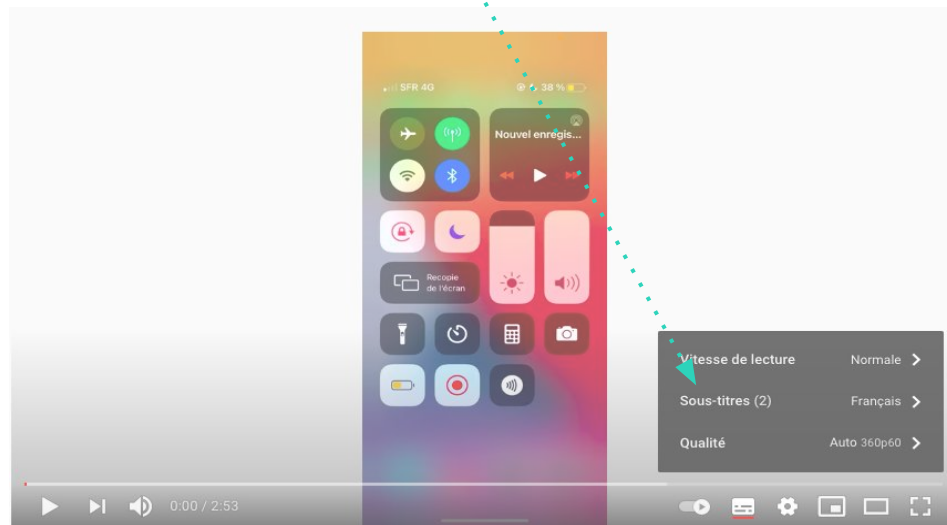 SFR 4G
38 %
Nouvel enregis...
Recopie
de l'écran
Vitesse de lecture Normale
Sous-titres (2) Français
Qualité Auto 360p60
0:00 / 2:53